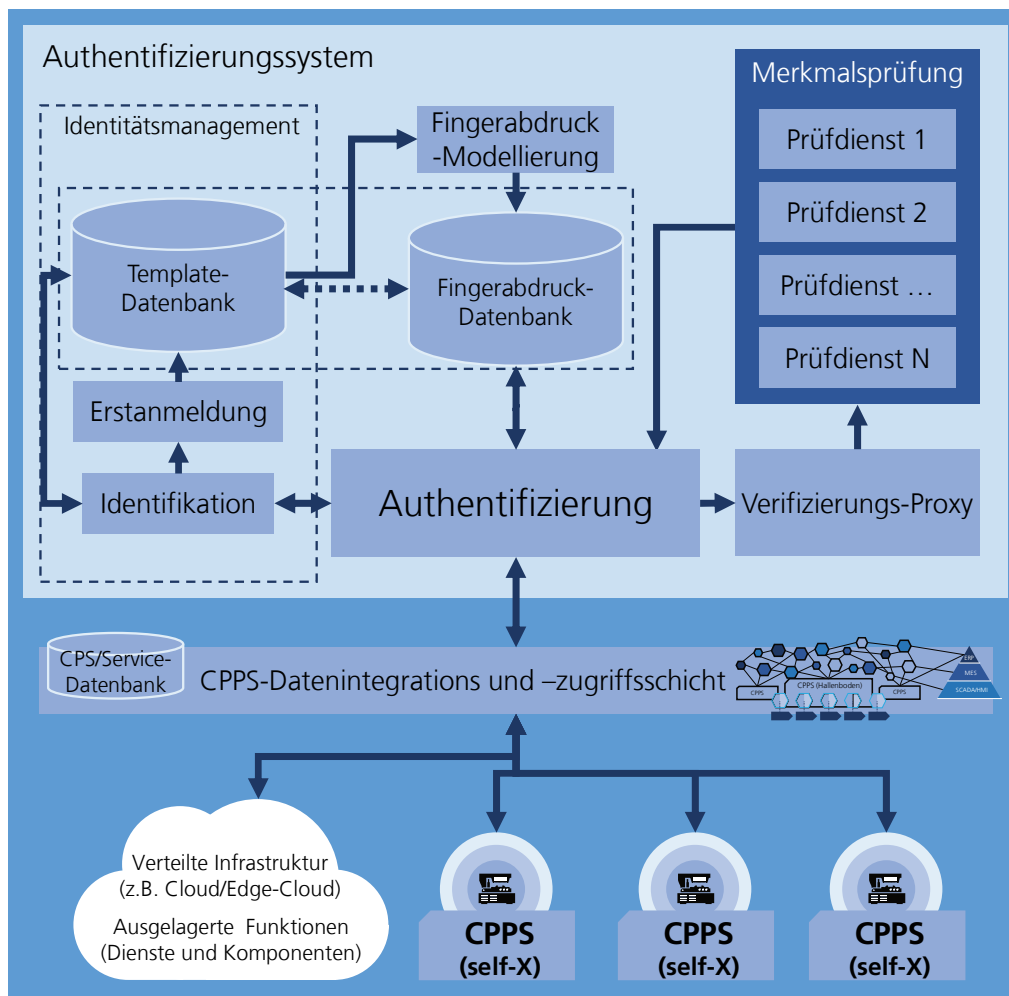 Authentifizierungssystem
Identitätsmanagement
Fingerabdruck
-Modellierung
Merkmalsprüfung
Prüfdienst 1
Prüfdienst 2
Prüfdienst ...
Prüfdienst N
Template-
Datenbank
Fingerabdruck-
Datenbank
Erstanmeldung
Identifikation
Authentifizierung
Verifizierungs-Proxy
CPS/Service-
Datenbank
CPPS-Datenintegrations und –zugriffsschicht
CPPS
CPPS (Hallenboden)
CPPS
ERP
MES
SCADA/HMI
Verteilte Infrastruktur
(z.B. Cloud/Edge-Cloud)
Ausgelagerte Funktionen
(Dienste und Komponenten)
CPPS
(self-X)
CPPS
(self-X)
CPPS
(self-X)